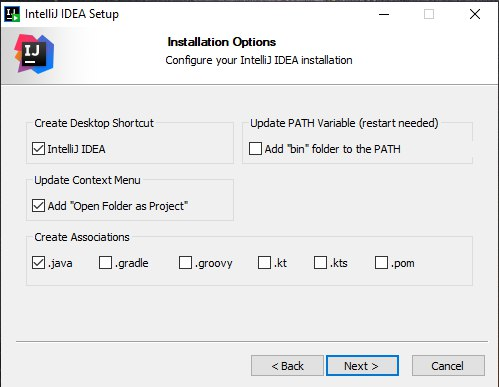 IntelliJ IDEA Setup
IJ
Installation Options
Configure your IntelliJ IDEA installation
Create Desktop Shortcut
IntelliJ IDEA
Update PATH Variable (restart needed)
Add "bin" folder to the PATH
Update Context Menu
Add "Open Folder as Project"
Create Associations
.java .gradle .groovy .kt .kts .pom
< Back Next > Cancel